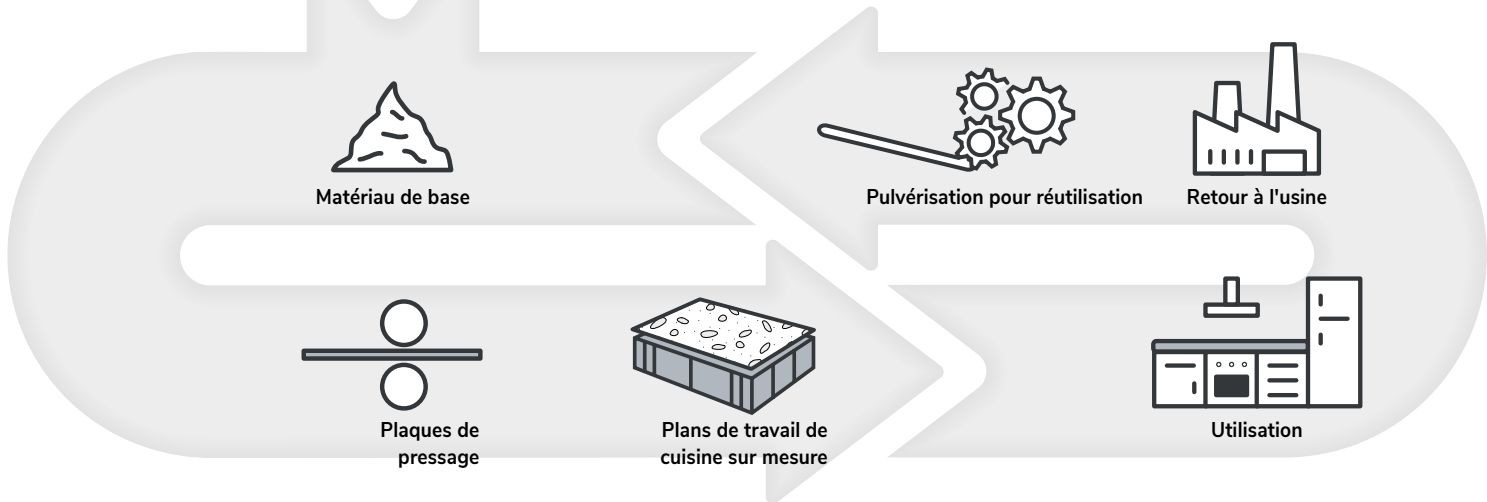 Matériau de base
Pulvérisation pour réutilisation
Retour à l'usine
Plaques de
pressage
Plans de travail de
cuisine sur mesure
Utilisation